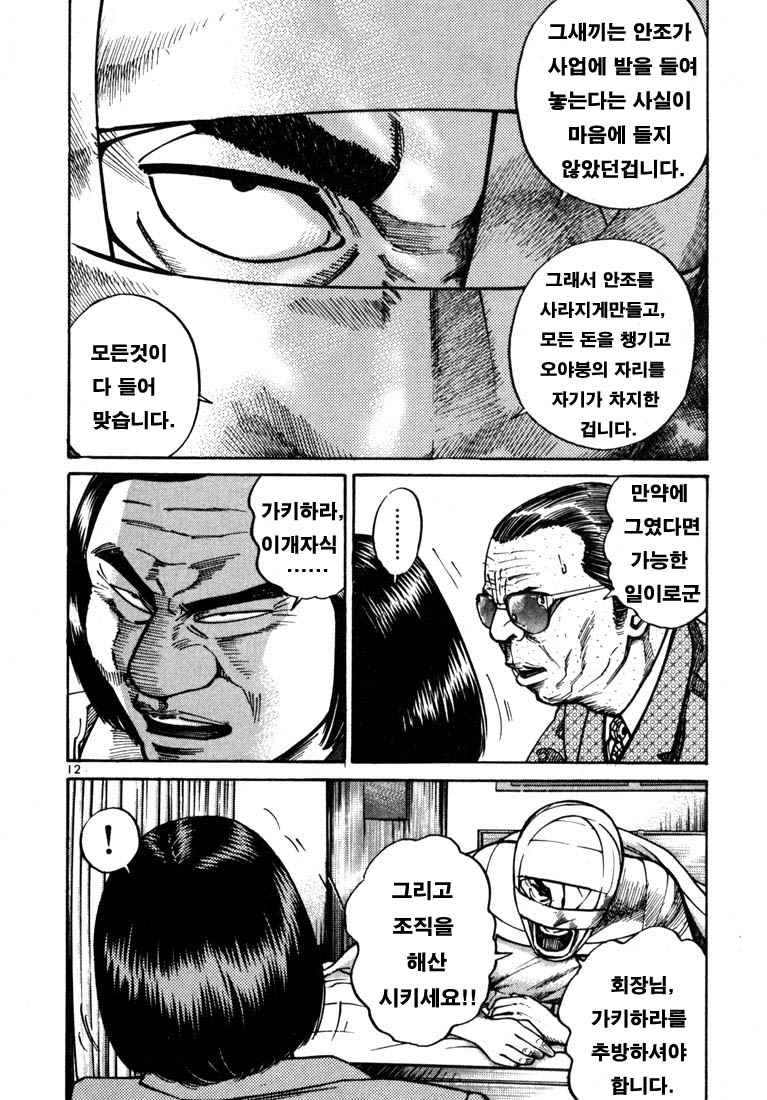 그새끼는 안조가
사업에 발을 들여
놓는다는 사실이
마음에 들지
않았던겁니다.
그래서 안조를
사라지게만들고,
모든 돈을 챙기고
오야붕의 자리를
자기가 차지한
겁니다.
모든것이
다 들어
맞습니다.
만약에
그였다면
가능한
일이로군
........
가키하라,
이개자식
......
12
!
회장님,
가키하라를
추방하셔야
합니다.
그리고
조직을
해산
시키세요!!